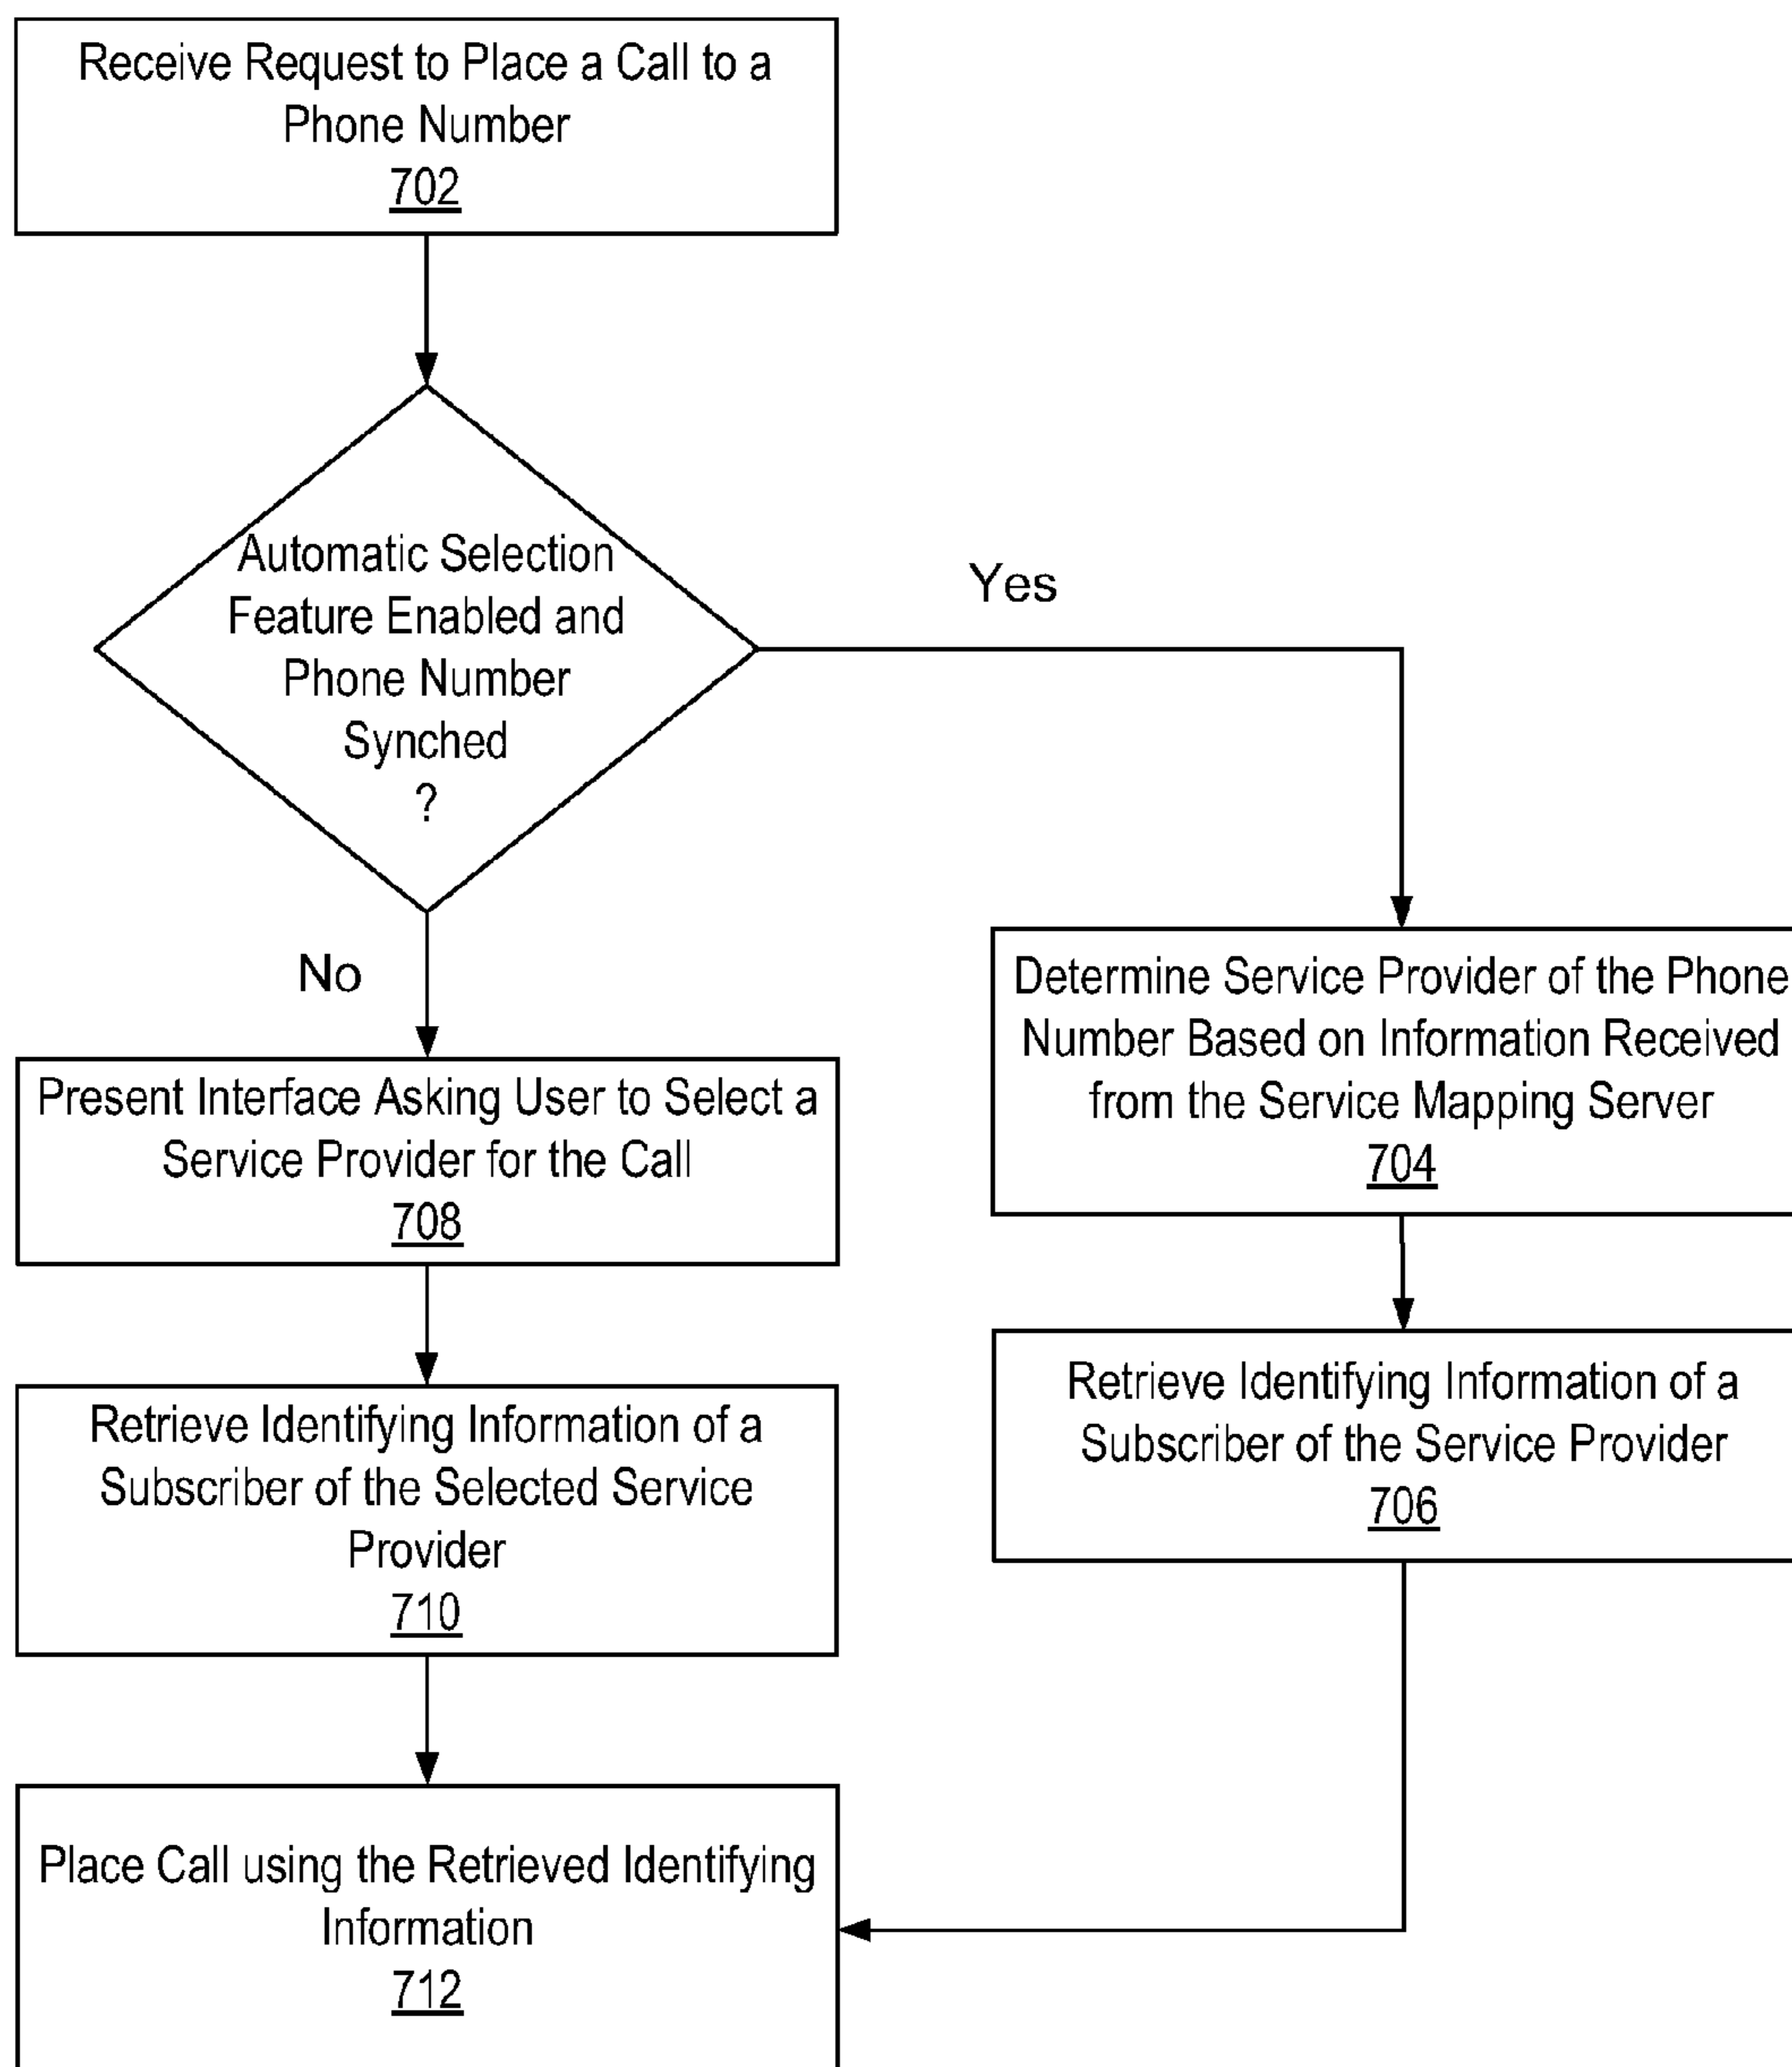 Receive Request to Place a Call to a
Phone Number
702
Automatic Selection
Feature Enabled and
Phone Number
Synched
?
Yes
No
Determine Service Provider of the Phone
Number Based on Information Received
from the Service Mapping Server
704
Present Interface Asking User to Select a
Service Provider for the Call
708
Retrieve Identifying Information of a
Subscriber of the Service Provider
706
Retrieve Identifying Information of a
Subscriber of the Selected Service
Provider
710
Place Call using the Retrieved Identifying
Information
712